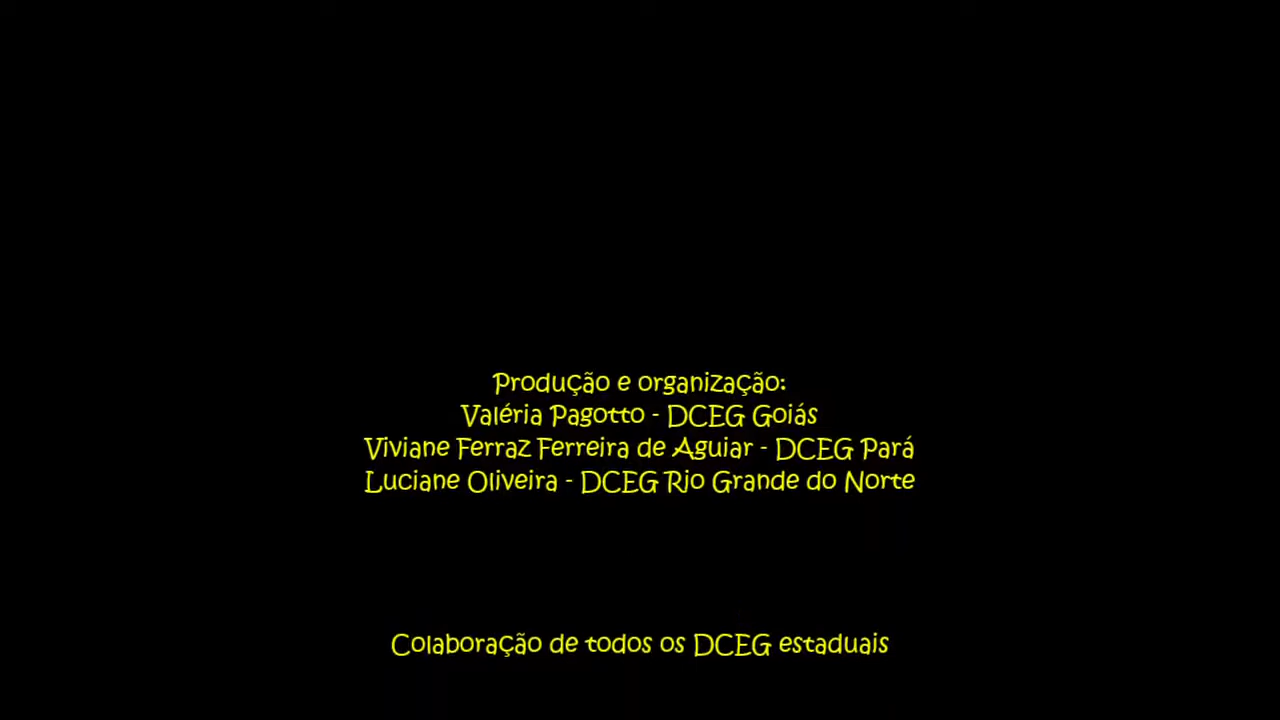 Produção e organização:
Valéria Pagotto - DCEG Goiás
Viviane Ferraz Ferreira de Aguiar - DCEG Pará
Luciane Oliveira - DCEG Rio Grande do Norte
Colaboração de todos os DCEG estaduais